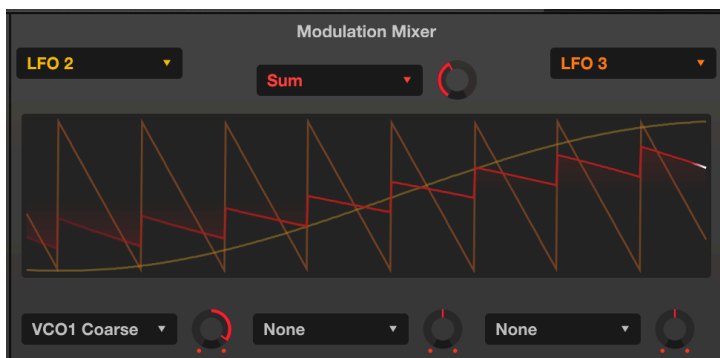 Modulation Mixer
LFO 2
Sum
LFO 3
VCO1 Coarse
None
None